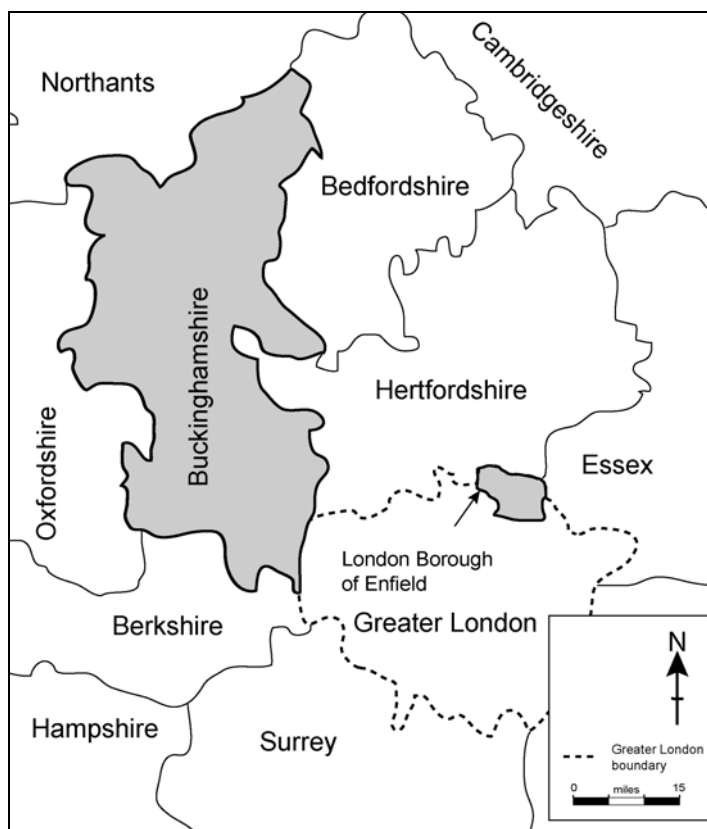 Northants
Cambridgeshire
Bedfordshire
Buckinghamshire
Hertfordshire
Oxfordshire
Essex
London Borough
of Enfield
Berkshire
Greater London
N
Hampshire
Surrey
Greater London
boundary
0 miles 15